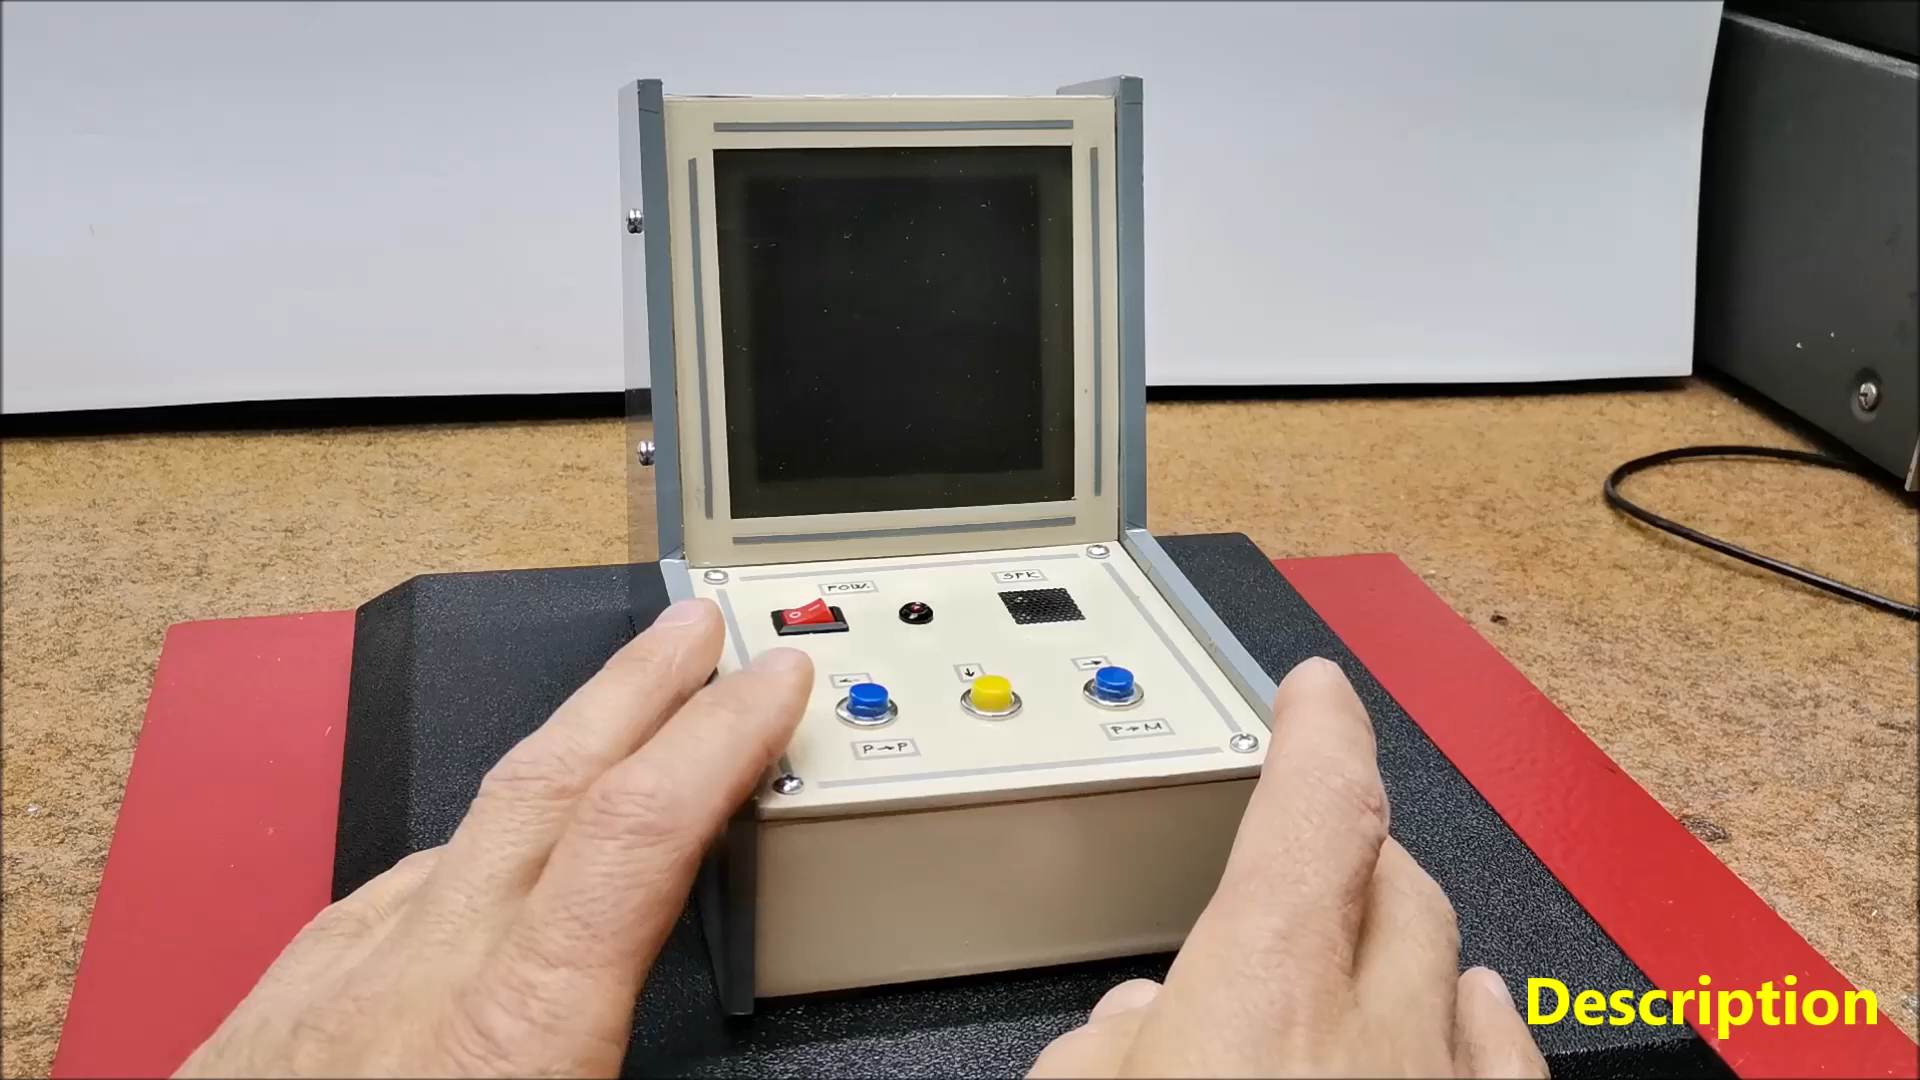 POW.
SPK
←
↓
→
P→P
P→M
Description